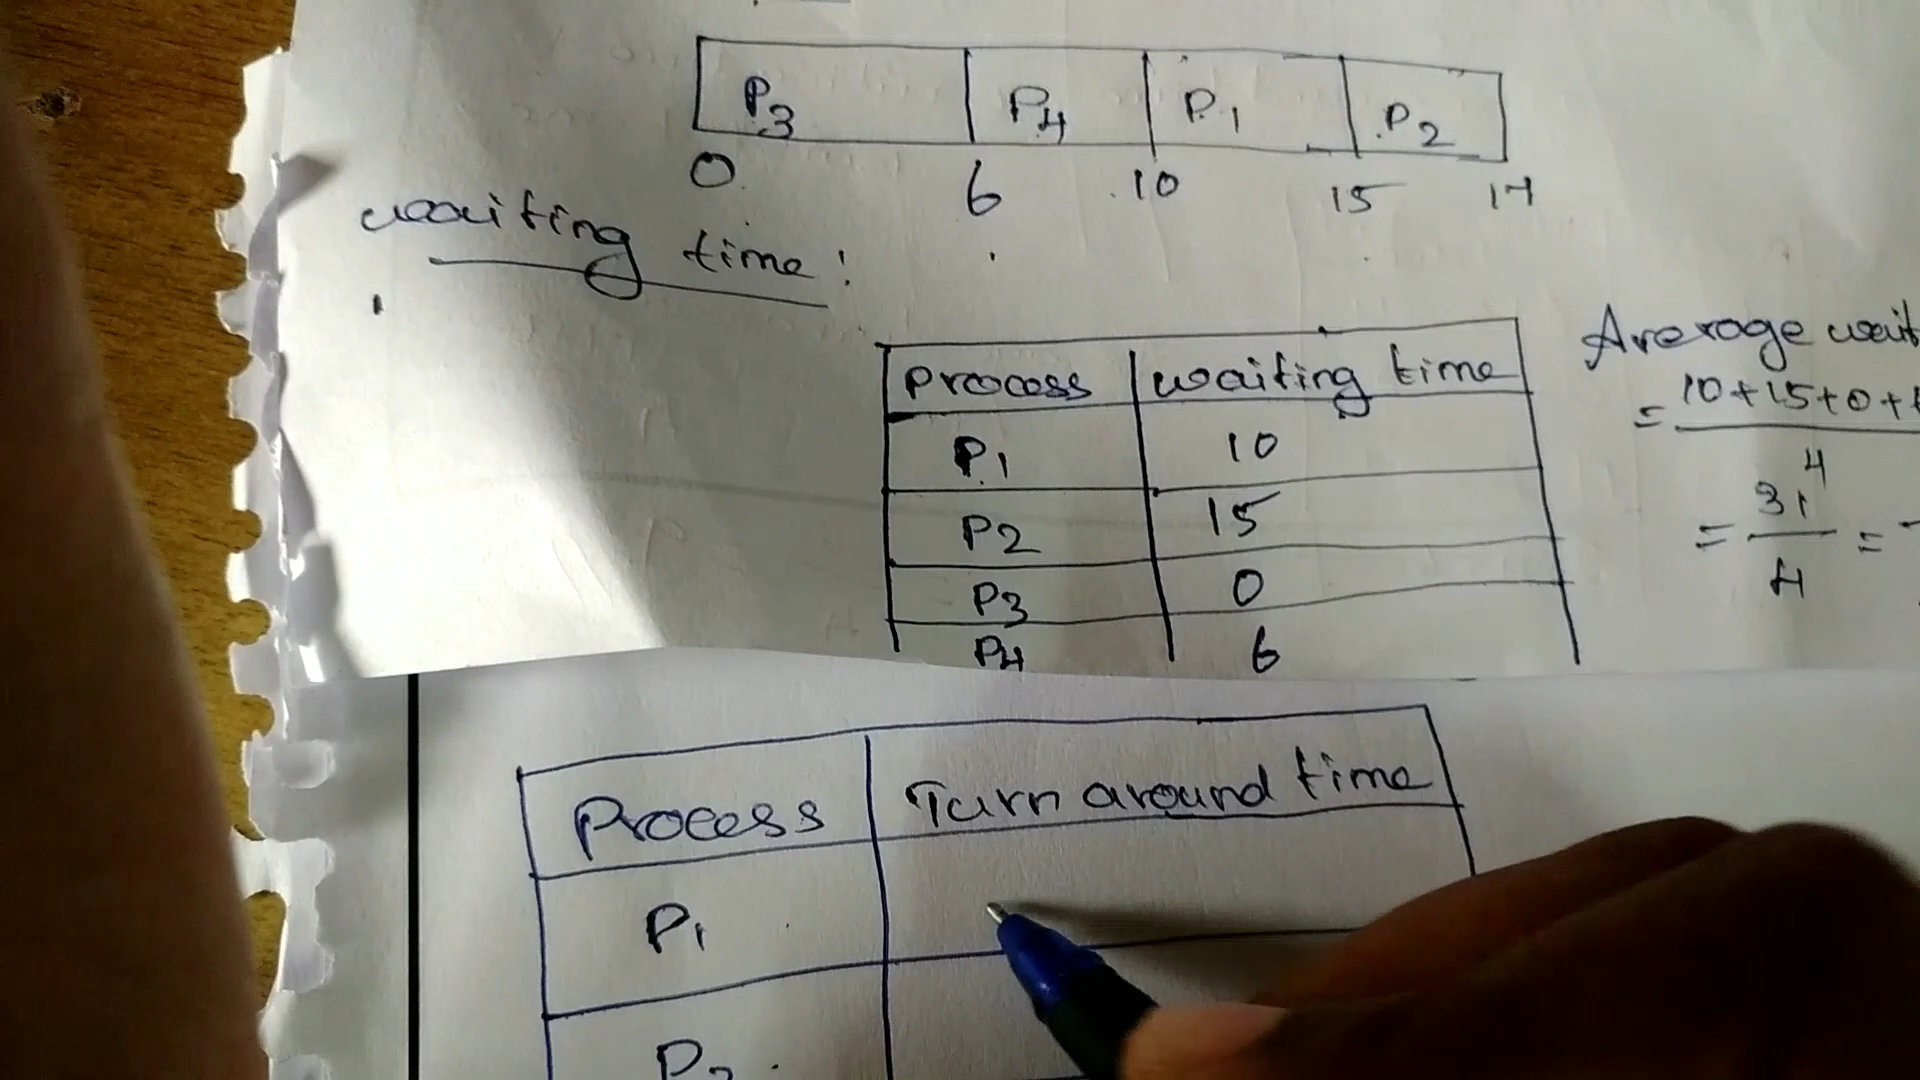 P3 P4 P1 P2
0 6 10 15 17
waiting time:
Process waiting time
P1 10
P2 15
P3 0
P4 6
Average
= 10+15+0+
4
= 31 =
4
Process Turn around time
P1
P2